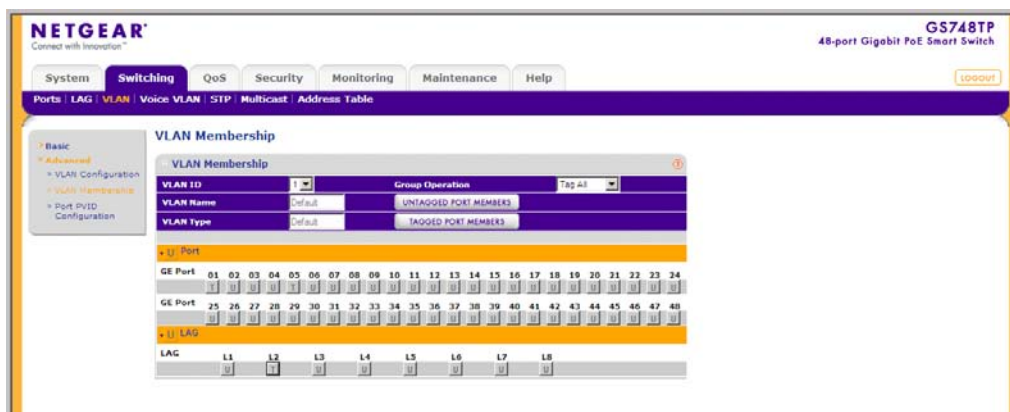 NETGEAR
Connect with Innovation™
GS748TP
48-port Gigabit PoE Smart Switch
System Switching QoS Security Monitoring Maintenance Help
LOGOUT
Ports | LAG | VLAN | Voice VLAN | STP | Multicast | Address Table
Basic
Advanced
VLAN Configuration
VLAN Membership
Port PVID
Configuration
VLAN Membership
VLAN Membership
VLAN ID 1 Group Operation Tag All
VLAN Name Default UNTAGGED PORT MEMBERS
VLAN Type Default TAGGED PORT MEMBERS
U Port
GE Port 01 02 03 04 05 06 07 08 09 10 11 12 13 14 15 16 17 18 19 20 21 22 23 24
T U U U T U U U U U U U U U U U U U U U U U U U
GE Port 25 26 27 28 29 30 31 32 33 34 35 36 37 38 39 40 41 42 43 44 45 46 47 48
U U U U U U U U U U U U U U U U U U U U U U U U
U LAG
LAG L1 L2 L3 L4 L5 L6 L7 L8
U T U U U U U U